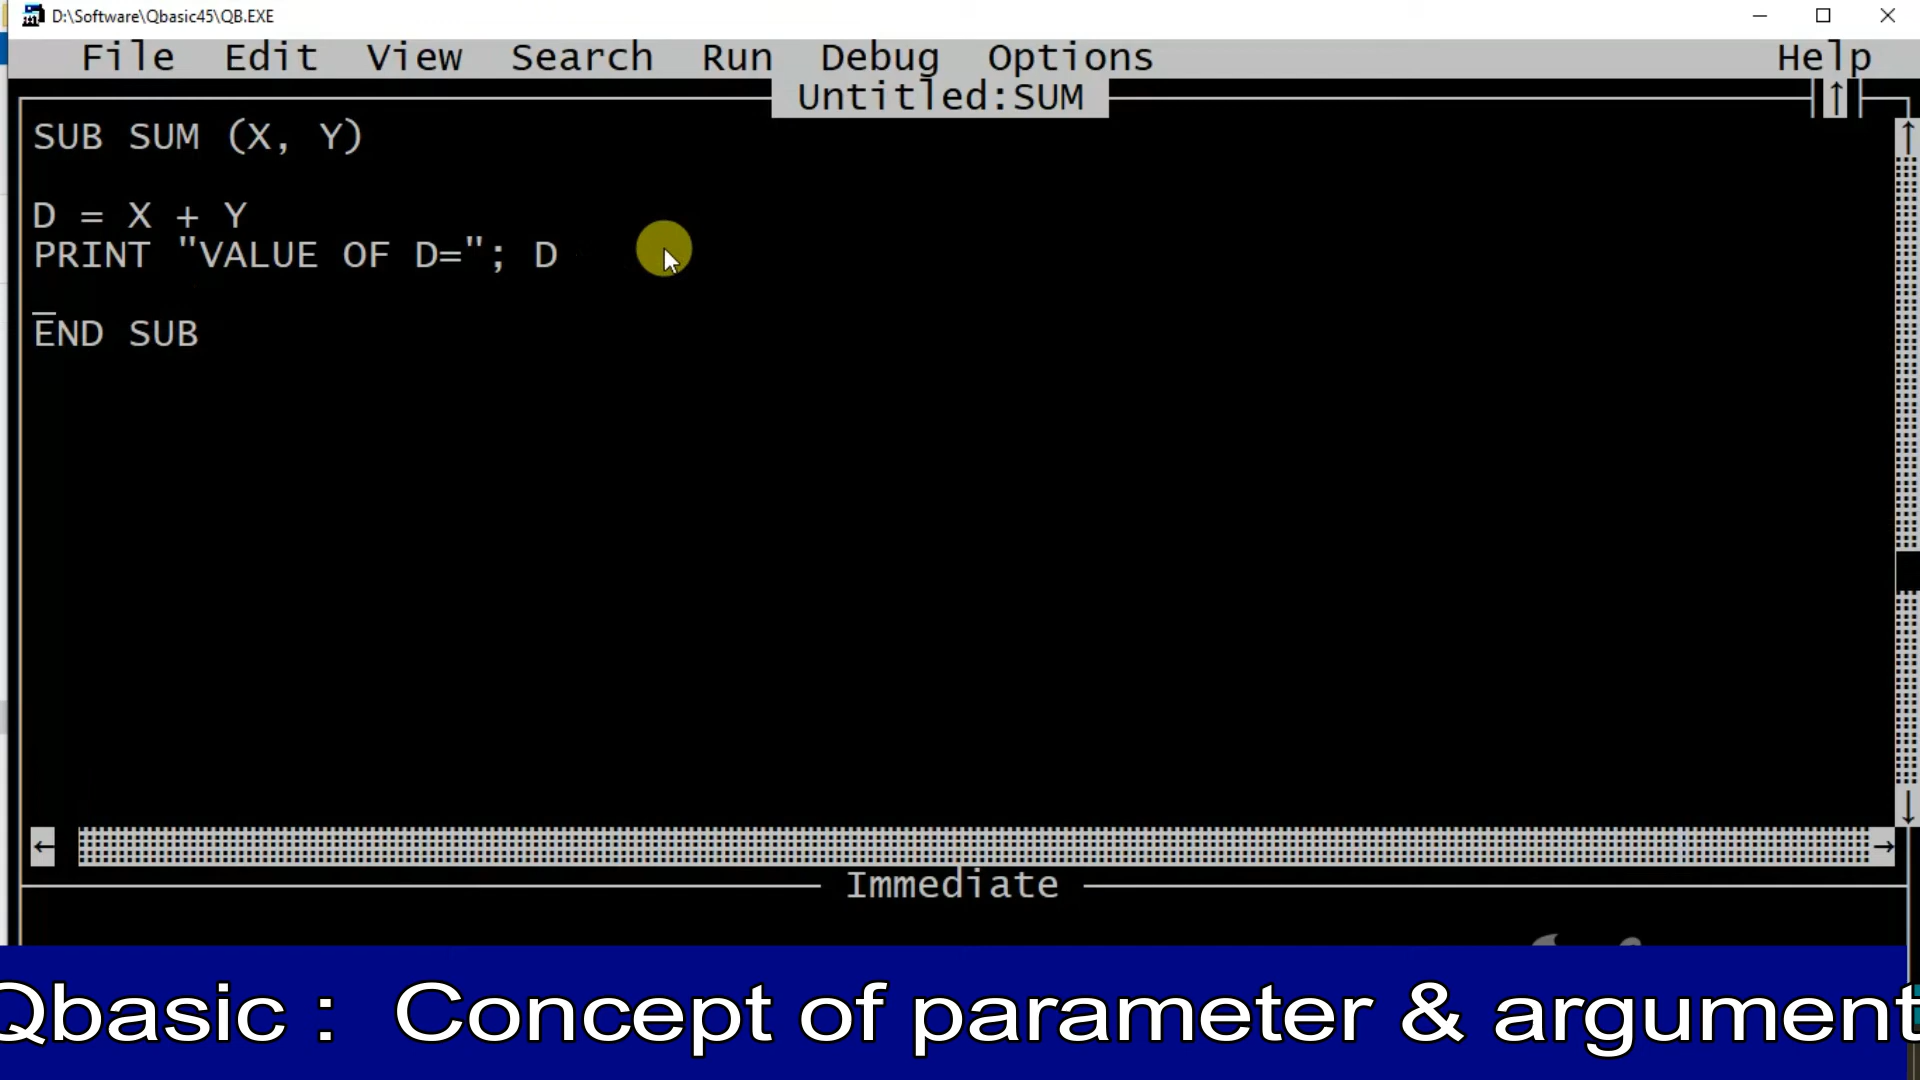 D:\Software\Qbasic45\QB.EXE
File Edit View Search Run Debug Options Help
Untitled:SUM
SUB SUM (X, Y)
D = X + Y
PRINT "VALUE OF D="; D
END SUB
Immediate
Qbasic : Concept of parameter & argument